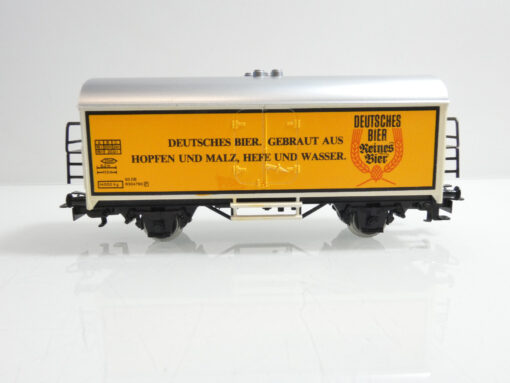 DEUTSCHES BIER. GEBRAUT AUS
HOPFEN UND MALZ, HEFE UND WASSER.
DEUTSCHES
BIER
Reines
Bier